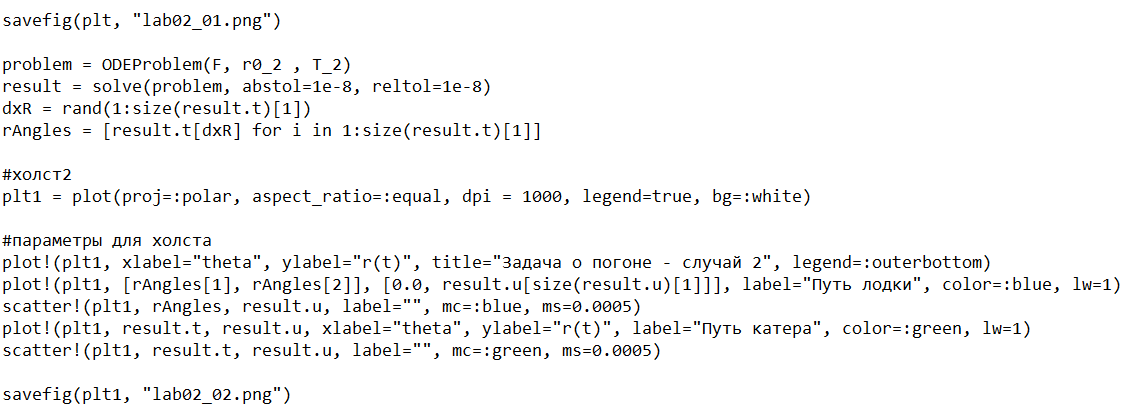 savefig(plt, "lab02_01.png")
problem = ODEProblem(F, r0_2 , T_2)
result = solve(problem, abstol=1e-8, reltol=1e-8)
dxR = rand(1:size(result.t)[1])
rAngles = [result.t[dxR] for i in 1:size(result.t)[1]]
#холст2
plt1 = plot(proj=:polar, aspect_ratio=:equal, dpi = 1000, legend=true, bg=:white)
#параметры для холста
plot!(plt1, xlabel="theta", ylabel="r(t)", title="Задача о погоне - случай 2", legend=:outerbottom)
plot!(plt1, [rAngles[1], rAngles[2]], [0.0, result.u[size(result.u)[1]]], label="Путь лодки", color=:blue, lw=1)
scatter!(plt1, rAngles, result.u, label="", mc=:blue, ms=0.0005)
plot!(plt1, result.t, result.u, xlabel="theta", ylabel="r(t)", label="Путь катера", color=:green, lw=1)
scatter!(plt1, result.t, result.u, label="", mc=:green, ms=0.0005)
savefig(plt1, "lab02_02.png")